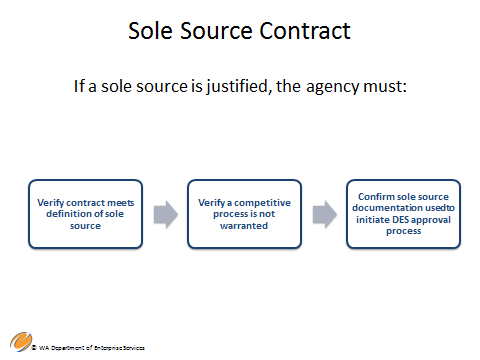 Sole Source Contract
If a sole source is justified, the agency must:
Verify contract meets
definition of sole
source
Verify a competitive
process is not
warranted
Confirm sole source
documentation usedto
initiate DES approval
process
© WA Department of Enterprise Services